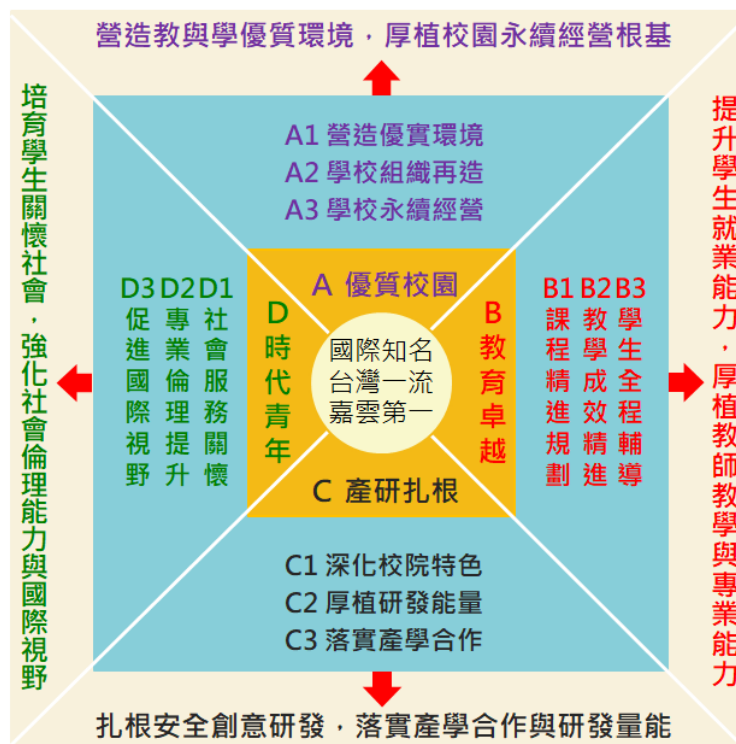 營造教與學優質環境，厚植校園永續經營根基
A1 營造優實環境
A2 學校組織再造
A3 學校永續經營
A 優質校園
國際知名
台灣一流
嘉雲第一
B 教育卓越
B1 課程精進規劃
B2 教學成效精進
B3 學生全程輔導
提升學生就業能力，厚植教師教學與專業能力
C 產研扎根
C1 深化校院特色
C2 厚植研發能量
C3 落實產學合作
扎根安全創意研發，落實產學合作與研發量能
D 時代青年
D1 社會服務關懷
D2 專業倫理提升
D3 促進國際視野
培育學生關懷社會，強化社會倫理能力與國際視野